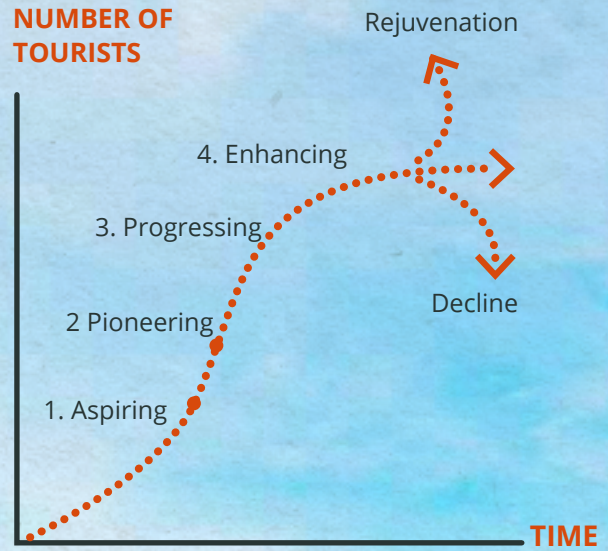 NUMBER OF
TOURISTS
Rejuvenation
4. Enhancing
3. Progressing
2 Pioneering
Decline
1. Aspiring
TIME